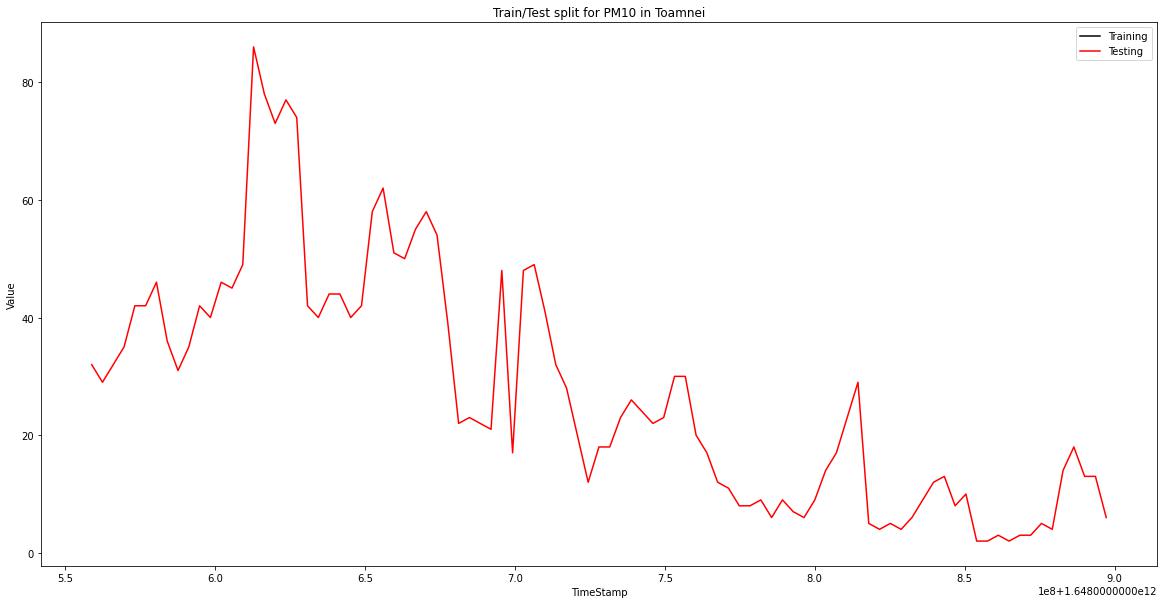 Train/Test split for PM10 in Toamnei
Training
Testing
Value
80
60
40
20
0
5.5 6.0 6.5 7.0 7.5 8.0 8.5 9.0
TimeStamp
1e8+1.6480000000e12